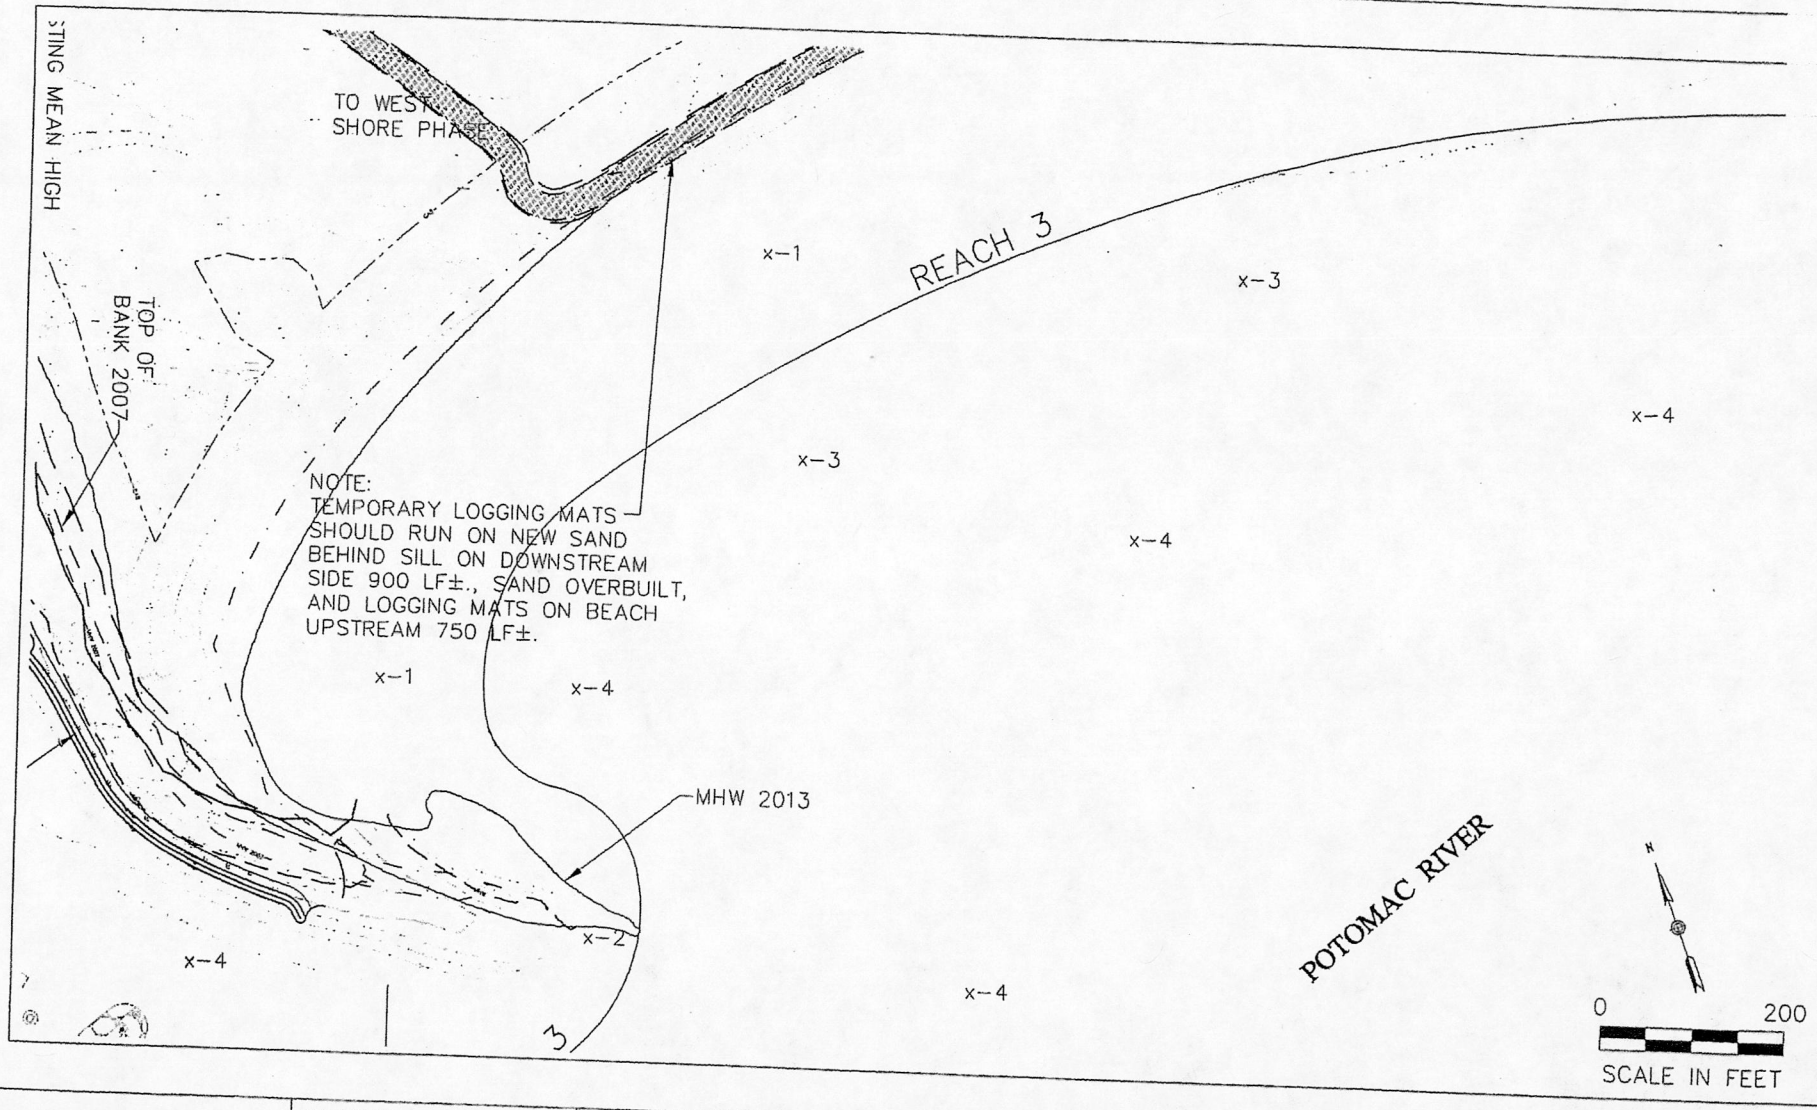 STING MEAN HIGH
TO WEST
SHORE PHASE
REACH 3
x-1
x-3
x-4
TOP OF
BANK 2007
x-3
x-4
NOTE:
TEMPORARY LOGGING MATS
SHOULD RUN ON NEW SAND
BEHIND SILL ON DOWNSTREAM
SIDE 900 LF±., SAND OVERBUILT,
AND LOGGING MATS ON BEACH
UPSTREAM 750 LF±.
x-1
x-4
MHW 2013
x-2
x-4
x-4
3
POTOMAC RIVER
N
0 200
SCALE IN FEET